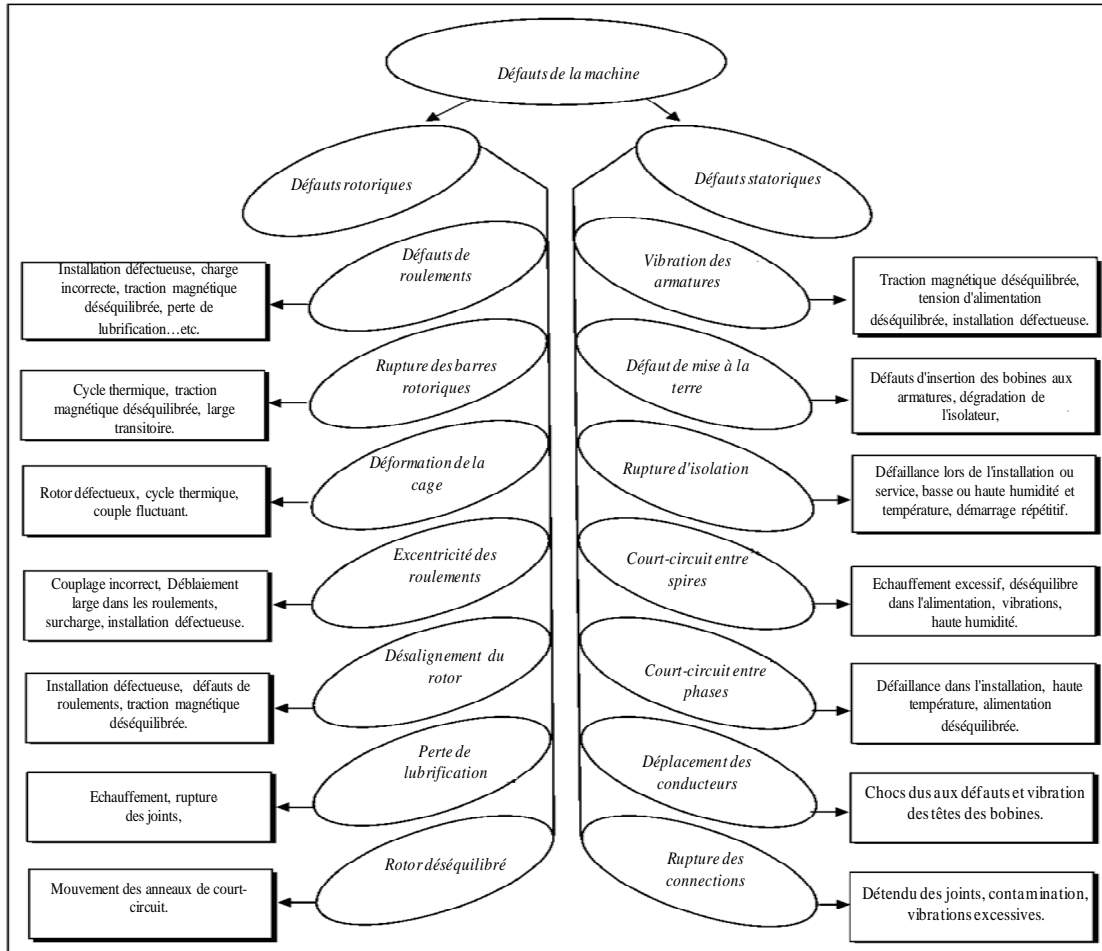 Défauts de la machine
Défauts rotoriques
Défauts statoriques
Défauts de
roulements
Installation défectueuse, charge
incorrecte, traction magnétique
déséquilibrée, perte de
lubrification…etc.
Vibration des
armatures
Traction magnétique déséquilibrée,
tension d'alimentation
déséquilibrée, installation défectueuse.
Rupture des barres
rotoriques
Cycle thermique, traction
magnétique déséquilibrée, large
transitoire.
Défaut de mise à la
terre
Défauts d'insertion des bobines aux
armatures, dégradation de
l'isolateur,
Déformation de la
cage
Rotor défectueux, cycle thermique,
couple fluctuant.
Rupture d'isolation
Défaillance lors de l'installation ou
service, basse ou haute humidité et
température, démarrage répétitif.
Excentricité des
roulements
Couplage incorrect, Déblaiement
large dans les roulements,
surcharge, installation défectueuse.
Court-circuit entre
spires
Echauffement excessif, déséquilibre
dans l'alimentation, vibrations,
haute humidité.
Désalignement du
rotor
Installation défectueuse, défauts de
roulements, traction magnétique
déséquilibrée.
Court-circuit entre
phases
Défaillance dans l'installation, haute
température, alimentation
déséquilibrée.
Perte de
lubrification
Echauffement, rupture
des joints,
Déplacement des
conducteurs
Chocs dus aux défauts et vibration
des têtes des bobines.
Rotor déséquilibré
Mouvement des anneaux de court-
circuit.
Rupture des
connections
Détendu des joints, contamination,
vibrations excessives.